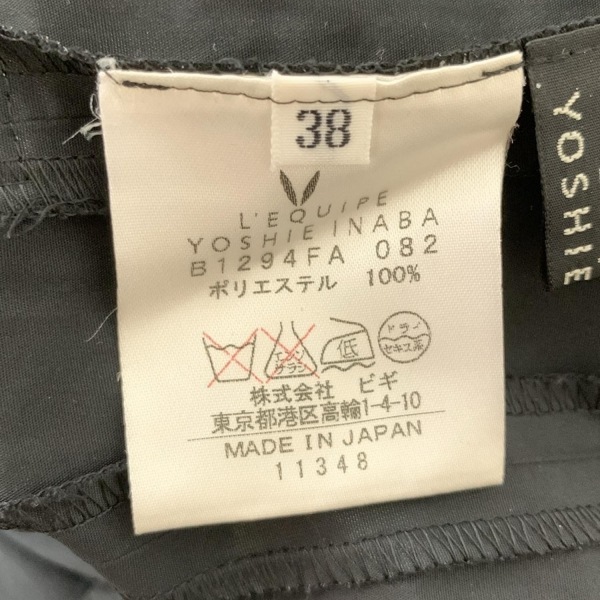 38
L'EQUIPE
YOSHIE INABA
B1294FA 082
ポリエステル 100%
エンソ
サラシ
低
ドライ
セキユ系
株式会社 ビギ
東京都港区高輪1-4-10
MADE IN JAPAN
11348
YOSHIE